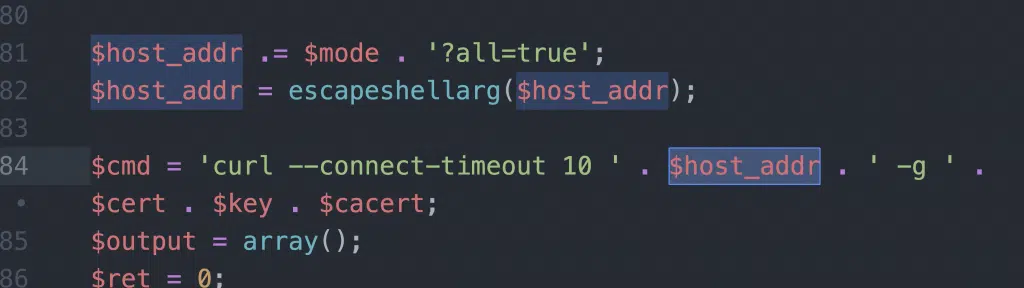 80
81 $host_addr .= $mode . '?all=true';
82 $host_addr = escapeshellarg($host_addr);
83
84 $cmd = 'curl --connect-timeout 10 ' . $host_addr . ' -g ' .
• $cert . $key . $cacert;
85 $output = array();
86 $ret = 0;